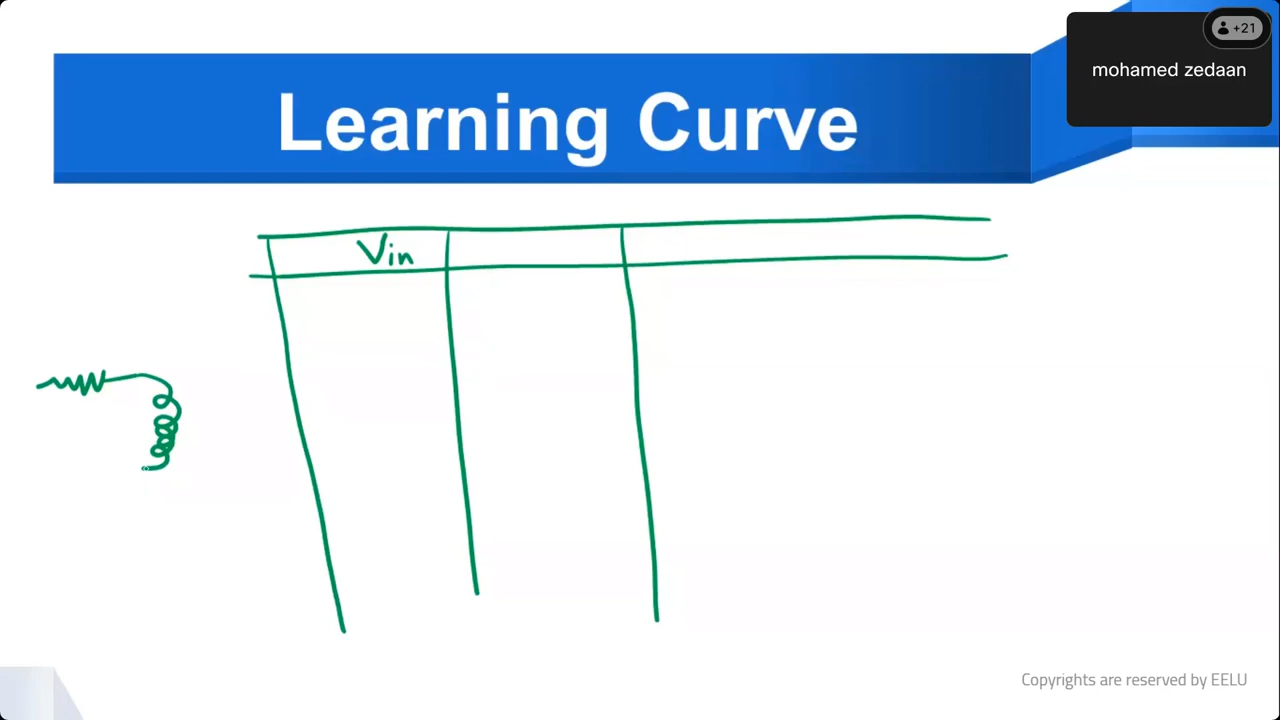 +21
mohamed zedaan
Learning Curve
Vin
Copyrights are reserved by EELU